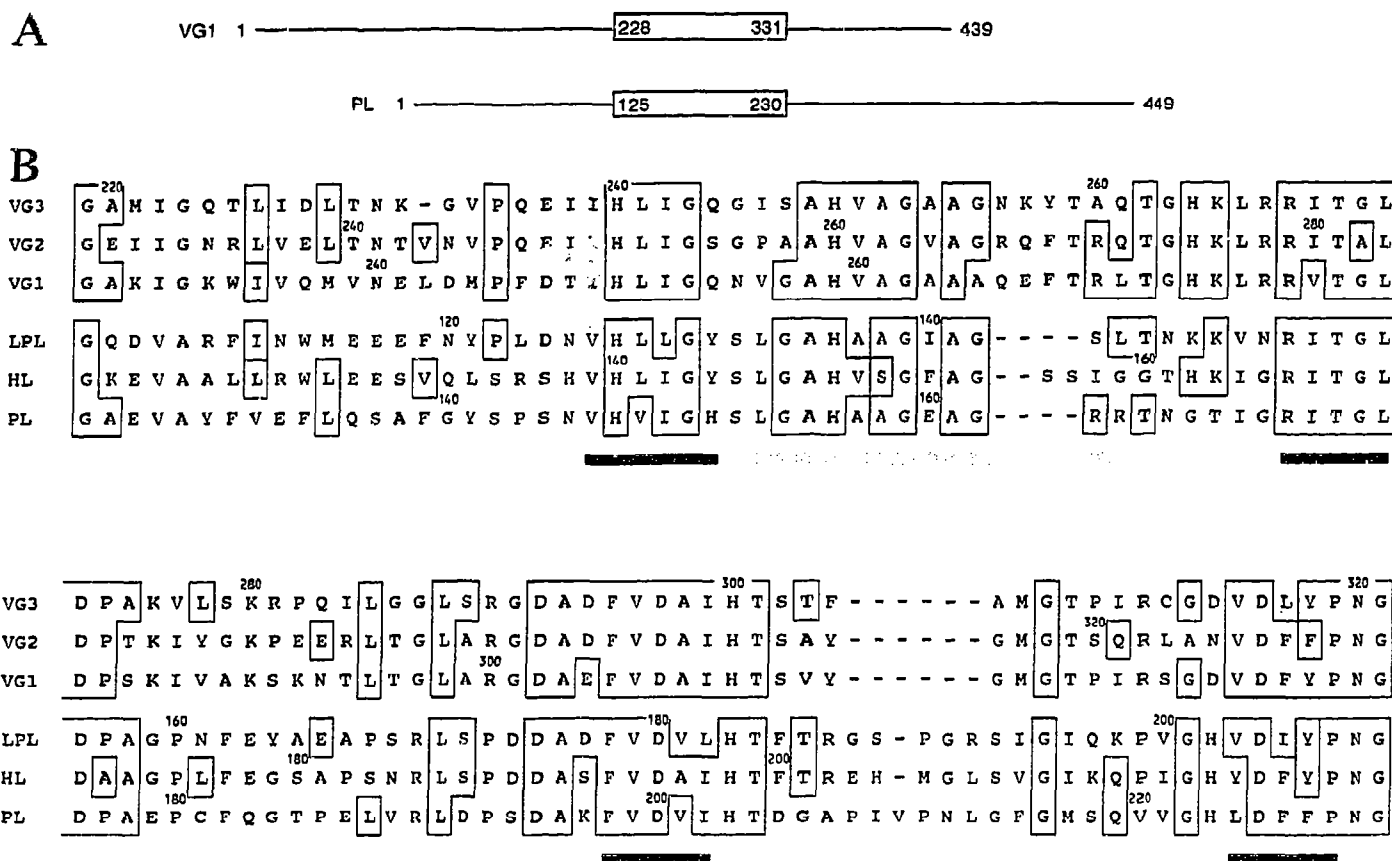 A
VG1 1 228 331 439
PL 1 125 230 449
B
220 240 260
VG3 G A M I G Q T L I D L T N K - G V P Q E I I H L I G Q G I S A H V A G A A G N K Y T A Q T G H K L R R I T G L
240 260 280
VG2 G E I I G N R L V E L T N T V N V P Q E I H L I G S G P A A H V A G V A G R Q F T R Q T G H K L R R I T A L
240 260
VG1 G A K I G K W I V Q M V N E L D M P F D T H L I G Q N V G A H V A G A A A Q E F T R L T G H K L R R V T G L
120 140
LPL G Q D V A R F I N W M E E E F N Y P L D N V H L L G Y S L G A H A A G I A G - - - - S L T N K K V N R I T G L
140 160
HL G K E V A A L L R W L E E S V Q L S R S H V H L I G Y S L G A H V S G F A G - - S S I G G T H K I G R I T G L
140 160
PL G A E V A Y F V E F L Q S A F G Y S P S N V H V I G H S L G A H A A G E A G - - - - R R T N G T I G R I T G L
280 300 320
VG3 D P A K V L S K R P Q I L G G L S R G D A D F V D A I H T S T F - - - - - - A M G T P I R C G D V D L Y P N G
320
VG2 D P T K I Y G K P E E R L T G L A R G D A D F V D A I H T S A Y - - - - - - G M G T S Q R L A N V D F F P N G
300
VG1 D P S K I V A K S K N T L T G L A R G D A E F V D A I H T S V Y - - - - - - G M G T P I R S G D V D F Y P N G
160 180 200
LPL D P A G P N F E Y A E A P S R L S P D D A D F V D V L H T F T R G S - P G R S I G I Q K P V G H V D I Y P N G
180 200
HL D A A G P L F E G S A P S N R L S P D D A S F V D A I H T F T R E H - M G L S V G I K Q P I G H Y D F Y P N G
180 200 220
PL D P A E P C F Q G T P E L V R L D P S D A K F V D V I H T D G A P I V P N L G F G M S Q V V G H L D F F P N G